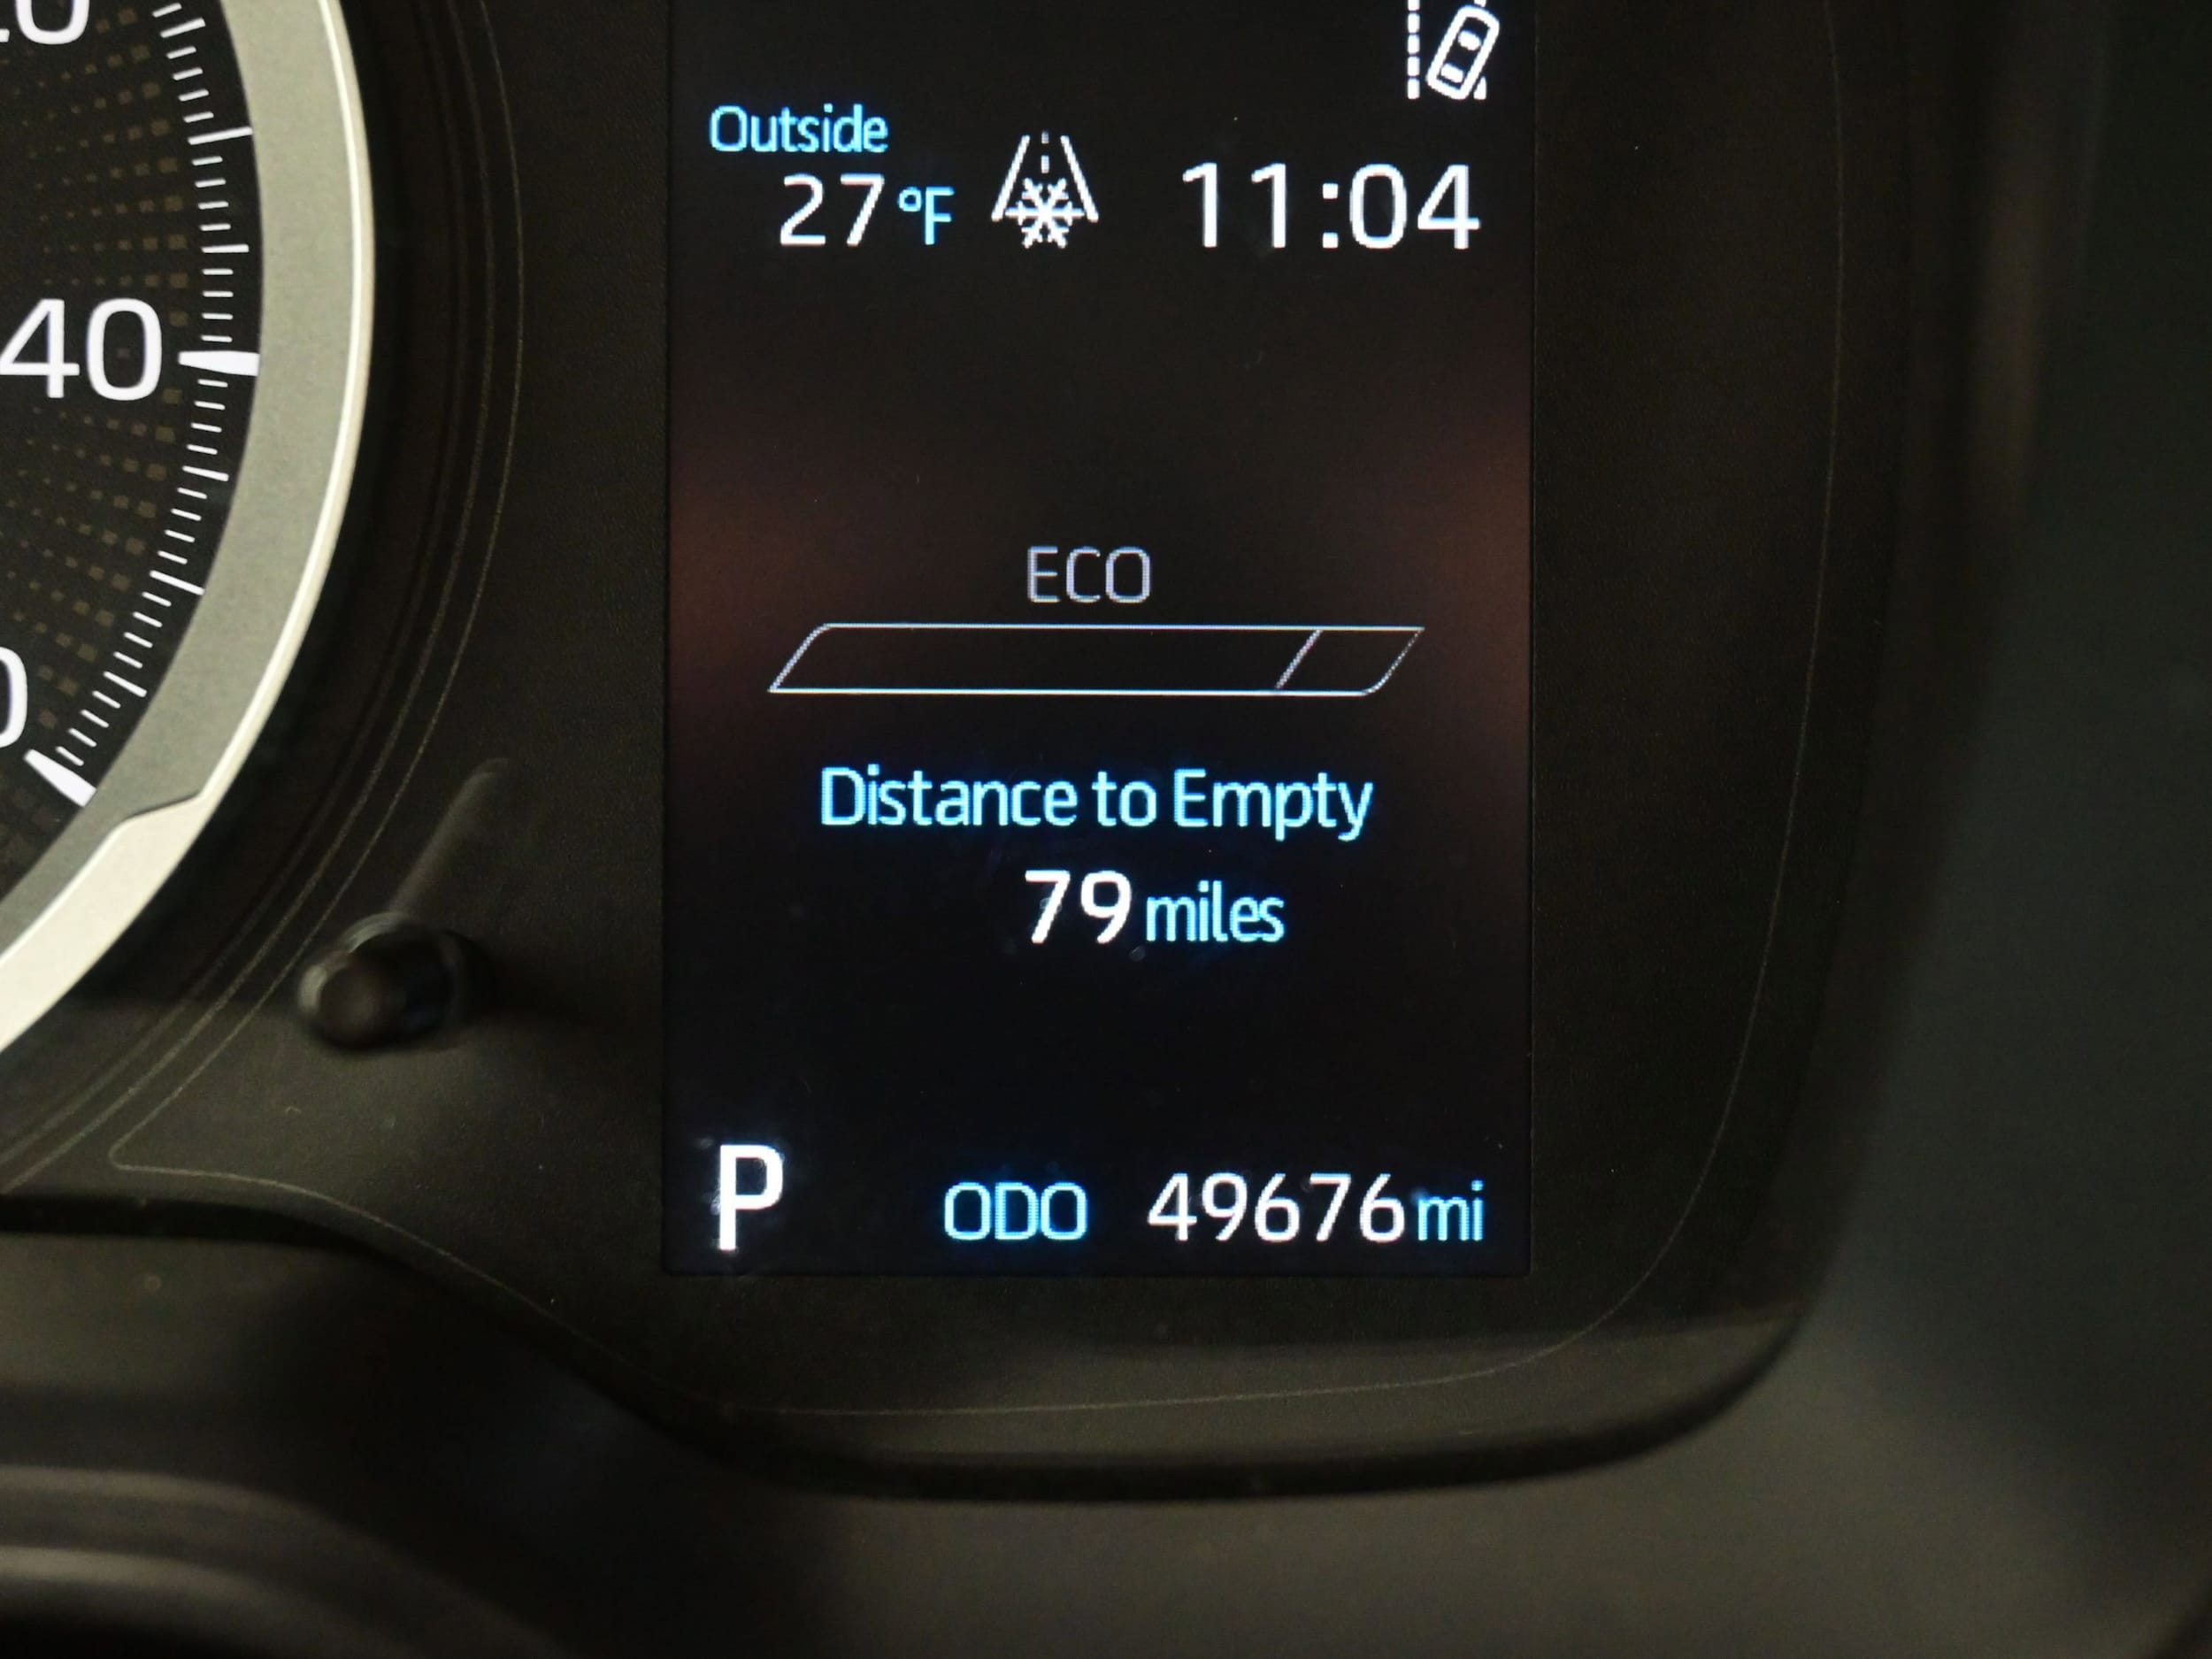 Outside
27 °F 11:04
40
ECO
Distance to Empty
79 miles
P ODO 49676 mi